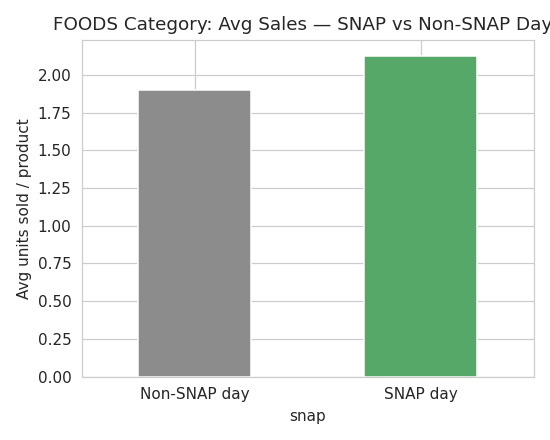 FOODS Category: Avg Sales — SNAP vs Non-SNAP Day
Avg units sold / product
2.00
1.75
1.50
1.25
1.00
0.75
0.50
0.25
0.00
Non-SNAP day
SNAP day
snap